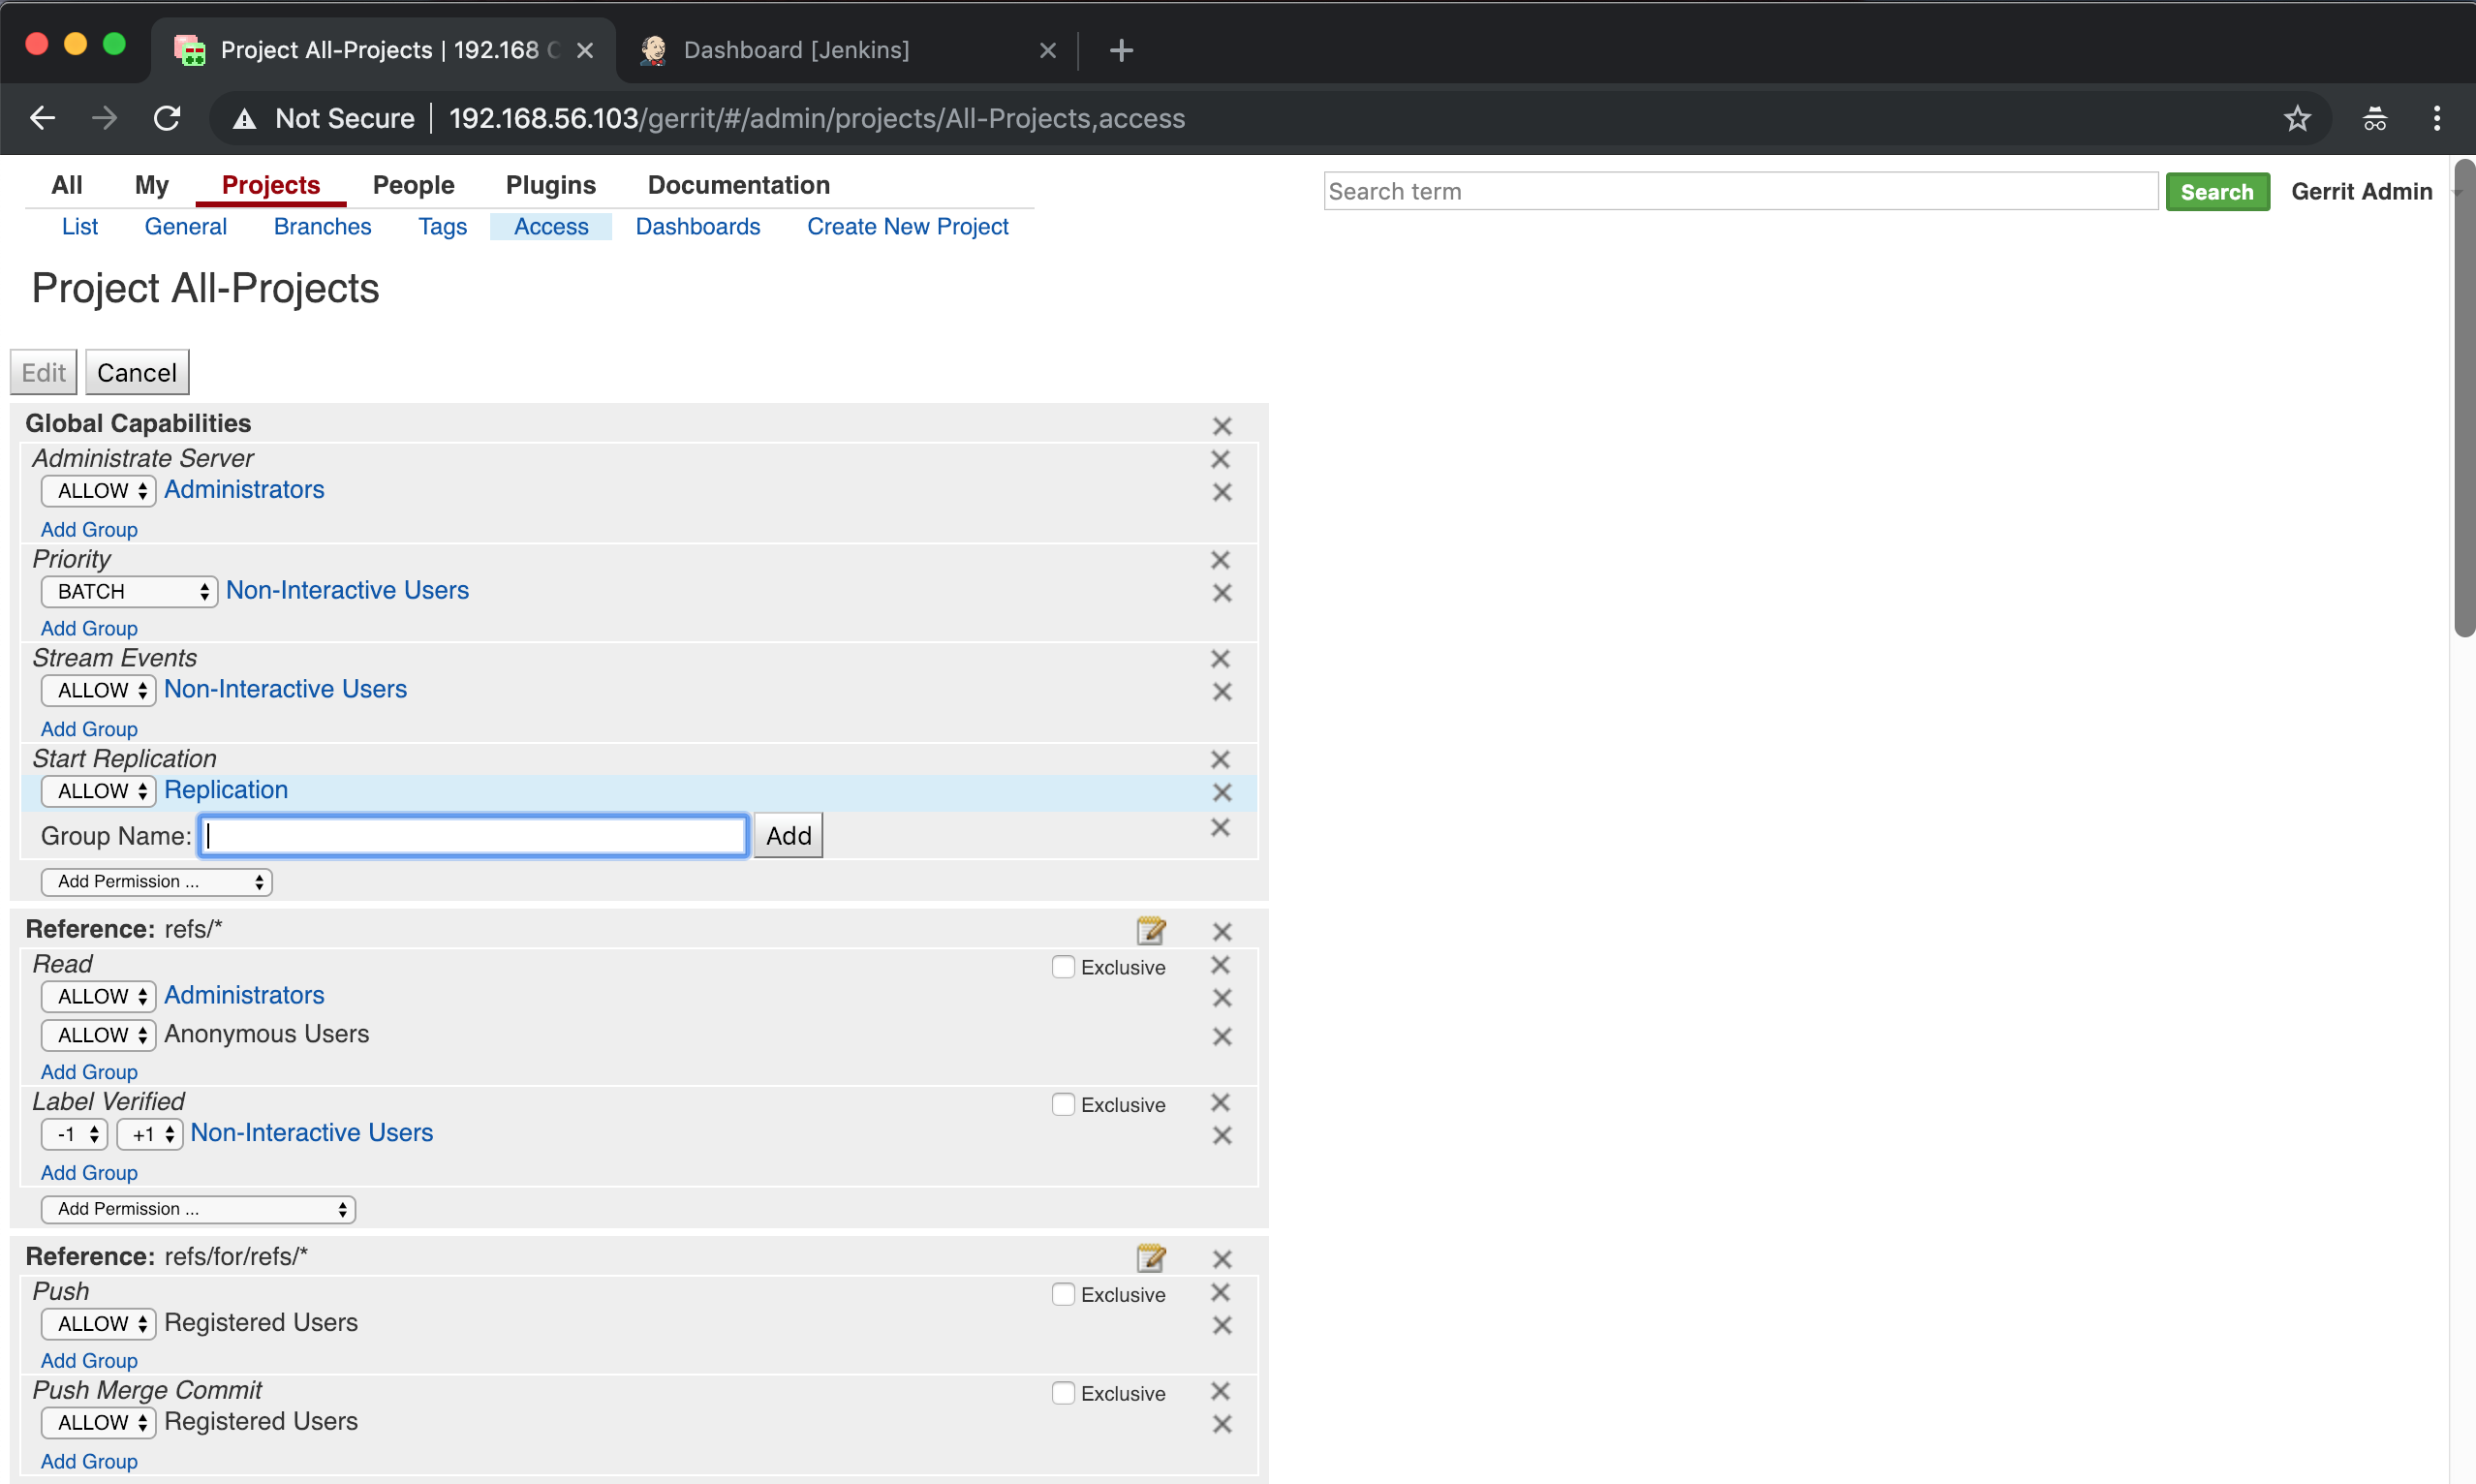 Project All-Projects | 192.168
Dashboard [Jenkins]
Not Secure 192.168.56.103/gerrit/#/admin/projects/All-Projects,access
All My Projects People Plugins Documentation
Search term Search Gerrit Admin
List General Branches Tags Access Dashboards Create New Project
Project All-Projects
Edit Cancel
Global Capabilities
Administrate Server
ALLOW Administrators
Add Group
Priority
BATCH Non-Interactive Users
Add Group
Stream Events
ALLOW Non-Interactive Users
Add Group
Start Replication
ALLOW Replication
Group Name: Add
Add Permission ...
Reference: refs/*
Read Exclusive
ALLOW Administrators
ALLOW Anonymous Users
Add Group
Label Verified Exclusive
-1 +1 Non-Interactive Users
Add Group
Add Permission ...
Reference: refs/for/refs/*
Push Exclusive
ALLOW Registered Users
Add Group
Push Merge Commit Exclusive
ALLOW Registered Users
Add Group